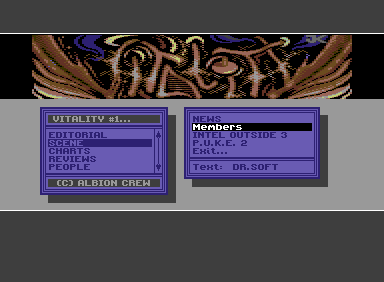 VITALITY #1...
EDITORIAL
SCENE
CHARTS
REVIEWS
PEOPLE
(C) ALBION CREW
NEWS
Members
INTEL OUTSIDE 3
P.U.K.E. 2
Exit...
Text: DR.SOFT